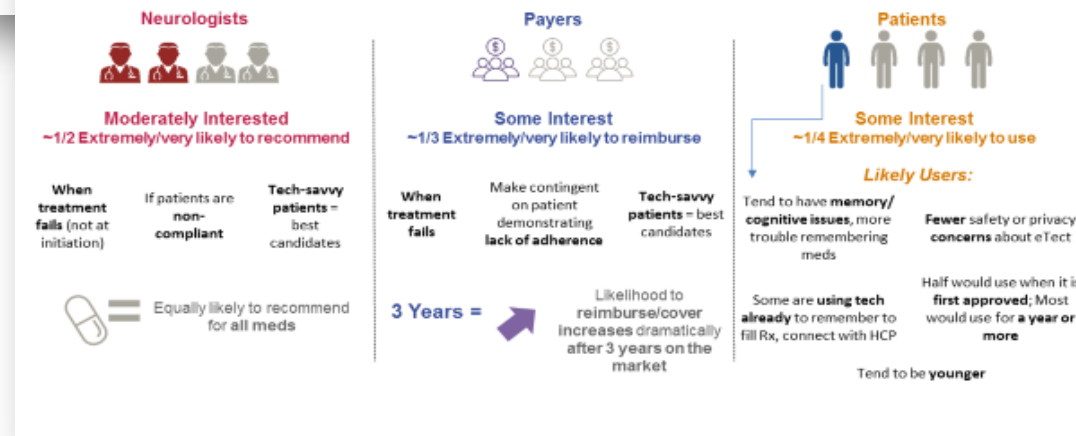 Neurologists
Moderately Interested
~1/2 Extremely/very likely to recommend
When
treatment
fails (not at
initiation)
If patients are
non-
compliant
Tech-savvy
patients =
best
candidates
Equally likely to recommend
for all meds
Payers
$ $ $
Some Interest
~1/3 Extremely/very likely to reimburse
When
treatment
fails
Make contingent
on patient
demonstrating
lack of adherence
Tech-savvy
patients = best
candidates
3 Years =
Likelihood to
reimburse/cover
increases dramatically
after 3 years on the
market
Patients
Some Interest
~1/4 Extremely/very likely to use
Likely Users:
Tend to have memory/
cognitive issues, more
trouble remembering
meds
Fewer safety or privacy
concerns about eTect
Some are using tech
already to remember to
fill Rx, connect with HCP
Half would use when it is
first approved; Most
would use for a year or
more
Tend to be younger